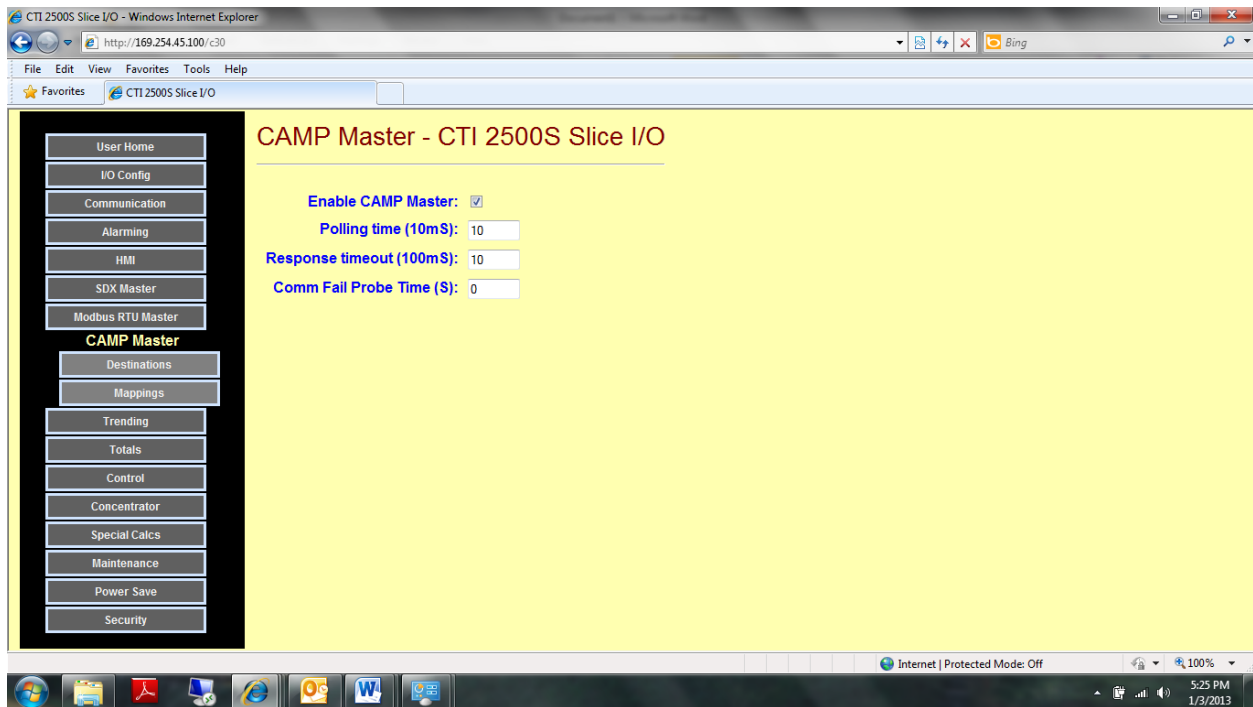 CTI 2500S Slice I/O - Windows Internet Explorer
http://169.254.45.100/c30
Bing
File Edit View Favorites Tools Help
Favorites
CTI 2500S Slice I/O
User Home
I/O Config
Communication
Alarming
HMI
SDX Master
Modbus RTU Master
CAMP Master
Destinations
Mappings
Trending
Totals
Control
Concentrator
Special Calcs
Maintenance
Power Save
Security
CAMP Master - CTI 2500S Slice I/O
Enable CAMP Master:
Polling time (10mS): 10
Response timeout (100mS): 10
Comm Fail Probe Time (S): 0
Internet | Protected Mode: Off
100%
5:25 PM
1/3/2013